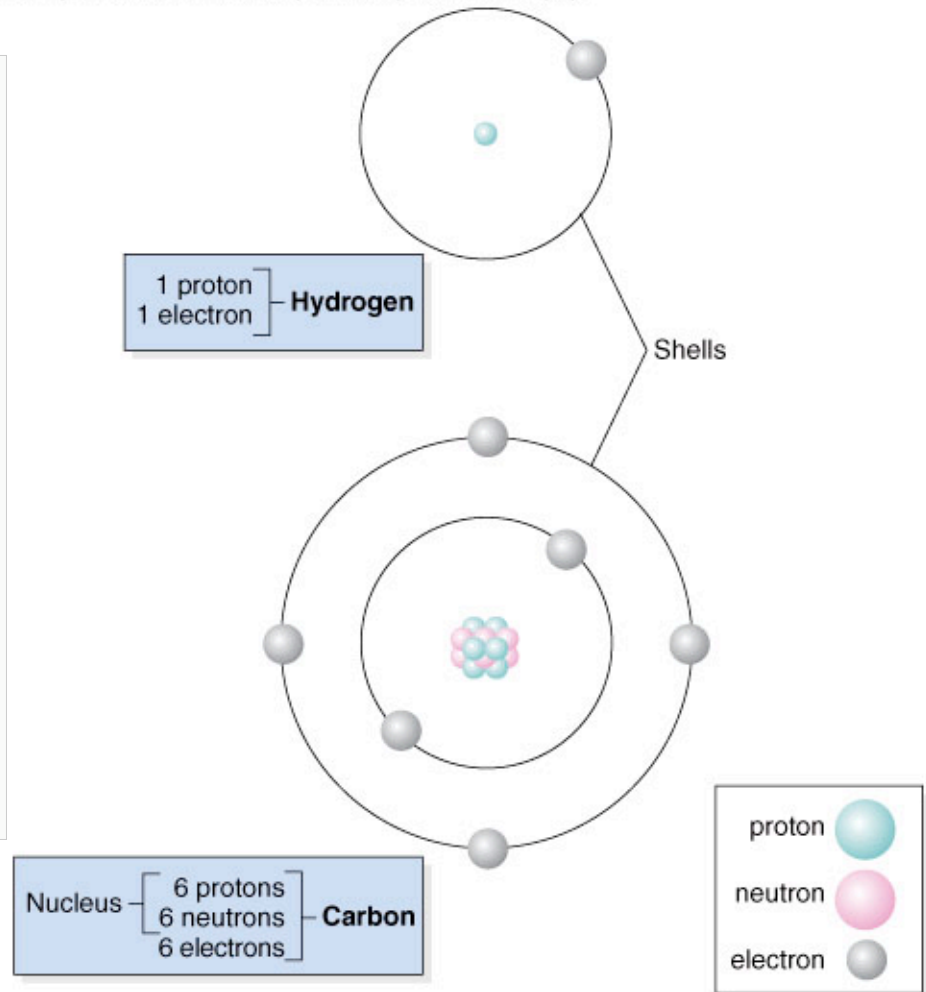 1 proton
1 electron
Hydrogen
Shells
Nucleus
6 protons
6 neutrons
6 electrons
Carbon
proton
neutron
electron